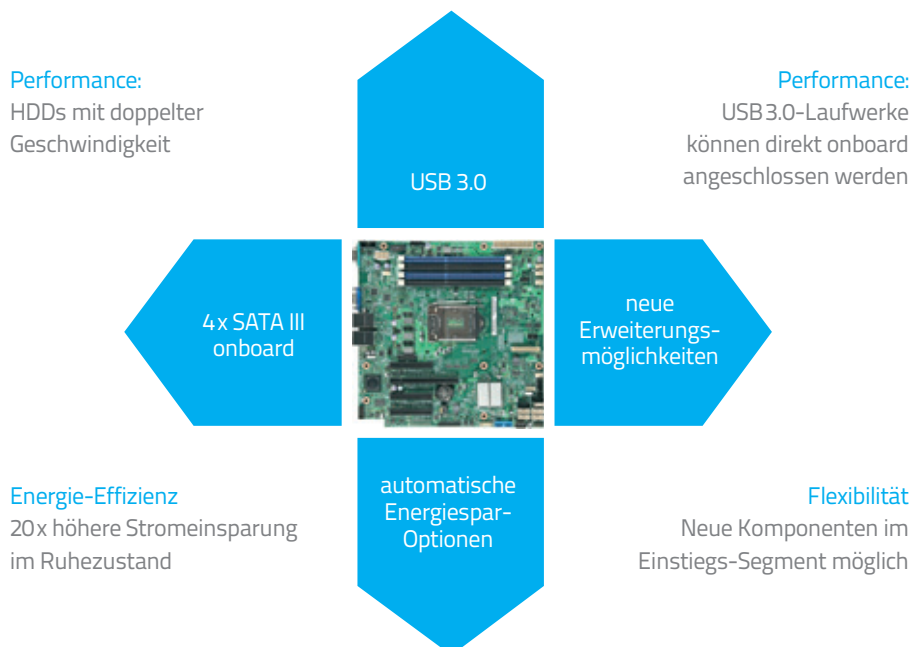 Performance:
HDDs mit doppelter
Geschwindigkeit
Performance:
USB 3.0-Laufwerke
können direkt onboard
angeschlossen werden
USB 3.0
4x SATA III
onboard
neue
Erweiterungs-
möglichkeiten
automatische
Energiespar-
Optionen
Energie-Effizienz
20x höhere Stromeinsparung
im Ruhezustand
Flexibilität
Neue Komponenten im
Einstiegs-Segment möglich